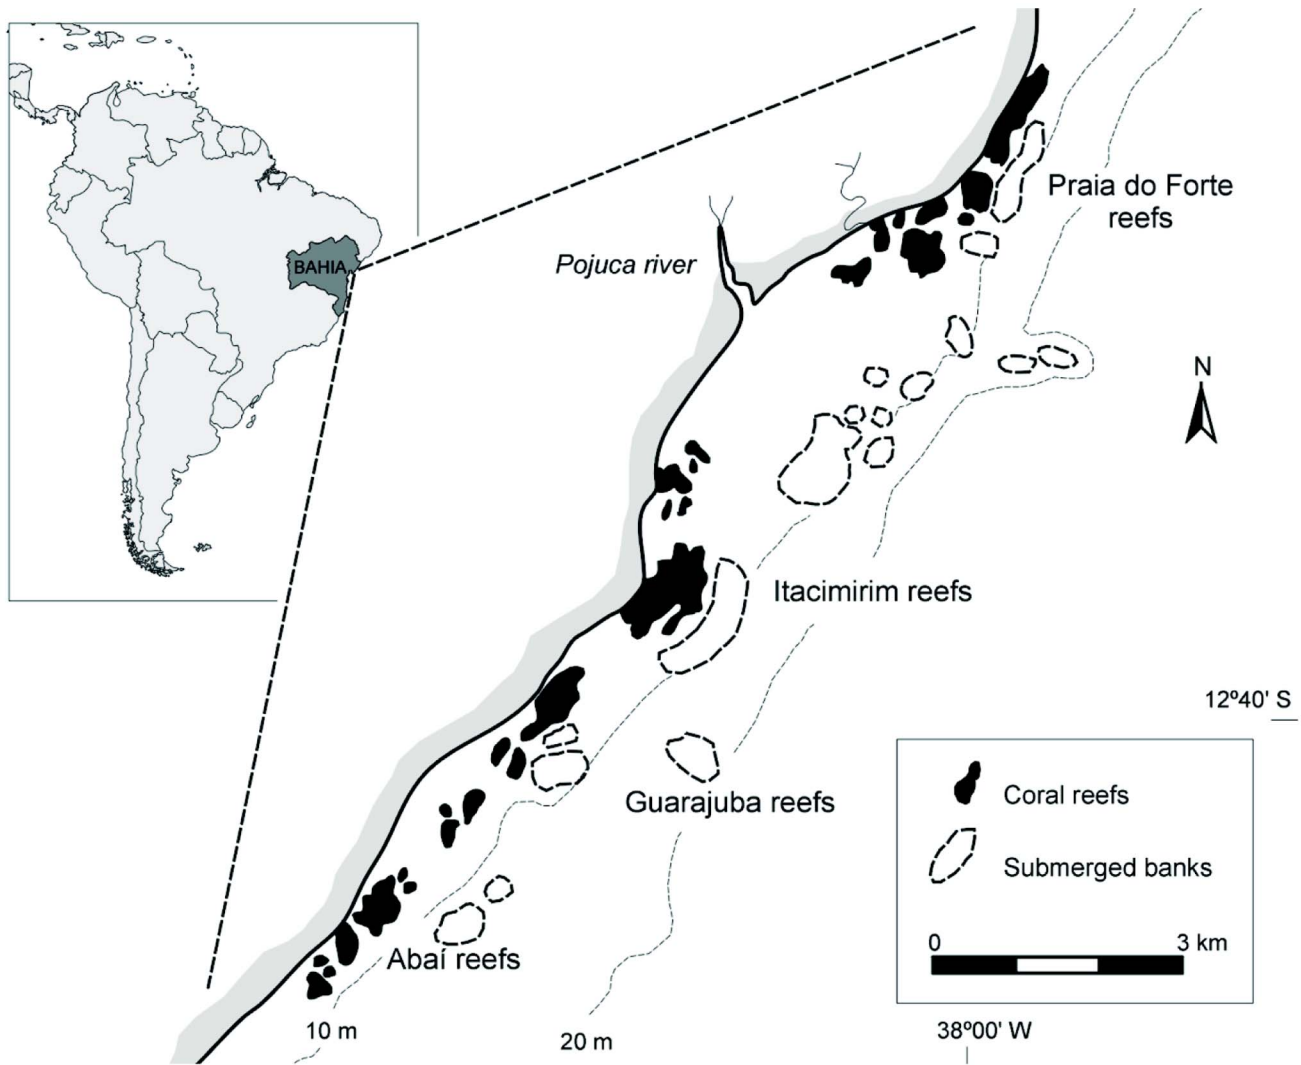 BAHIA
Pojuca river
Praia do Forte
reefs
N
Itacimirim reefs
12º40' S
Guarajuba reefs
Coral reefs
Submerged banks
0 3 km
Abaí reefs
10 m
20 m
38º00' W